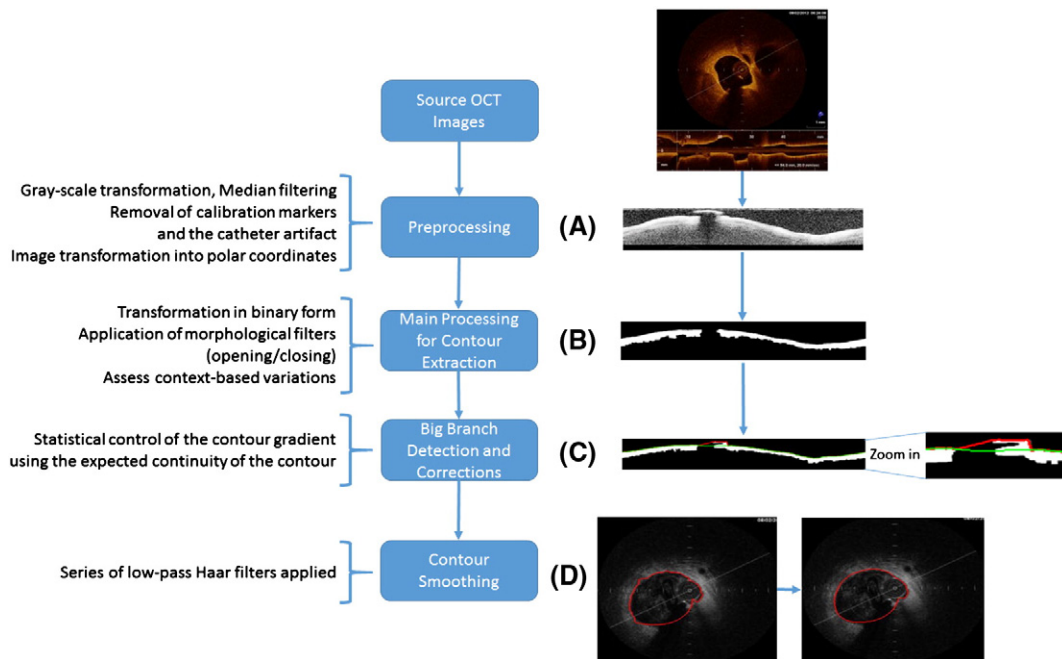 Source OCT
Images
Gray-scale transformation, Median filtering
Removal of calibration markers
and the catheter artifact
Image transformation into polar coordinates
Preprocessing
(A)
Transformation in binary form
Application of morphological filters
(opening/closing)
Assess context-based variations
Main Processing
for Contour
Extraction
(B)
Statistical control of the contour gradient
using the expected continuity of the contour
Big Branch
Detection and
Corrections
(C)
Zoom in
Series of low-pass Haar filters applied
Contour
Smoothing
(D)